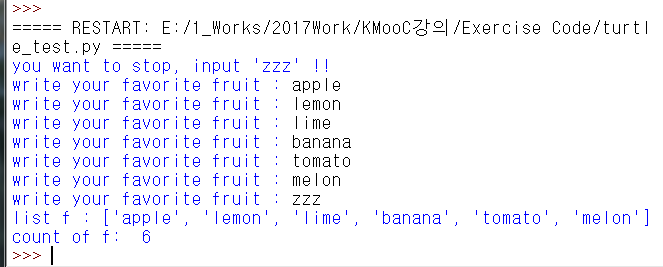 >>>
===== RESTART: E:/1_Works/2017Work/KMooC강의/Exercise Code/turtl
e_test.py =====
you want to stop, input 'zzz' !!
write your favorite fruit : apple
write your favorite fruit : lemon
write your favorite fruit : lime
write your favorite fruit : banana
write your favorite fruit : tomato
write your favorite fruit : melon
write your favorite fruit : zzz
list f : ['apple', 'lemon', 'lime', 'banana', 'tomato', 'melon']
count of f:  6
>>>